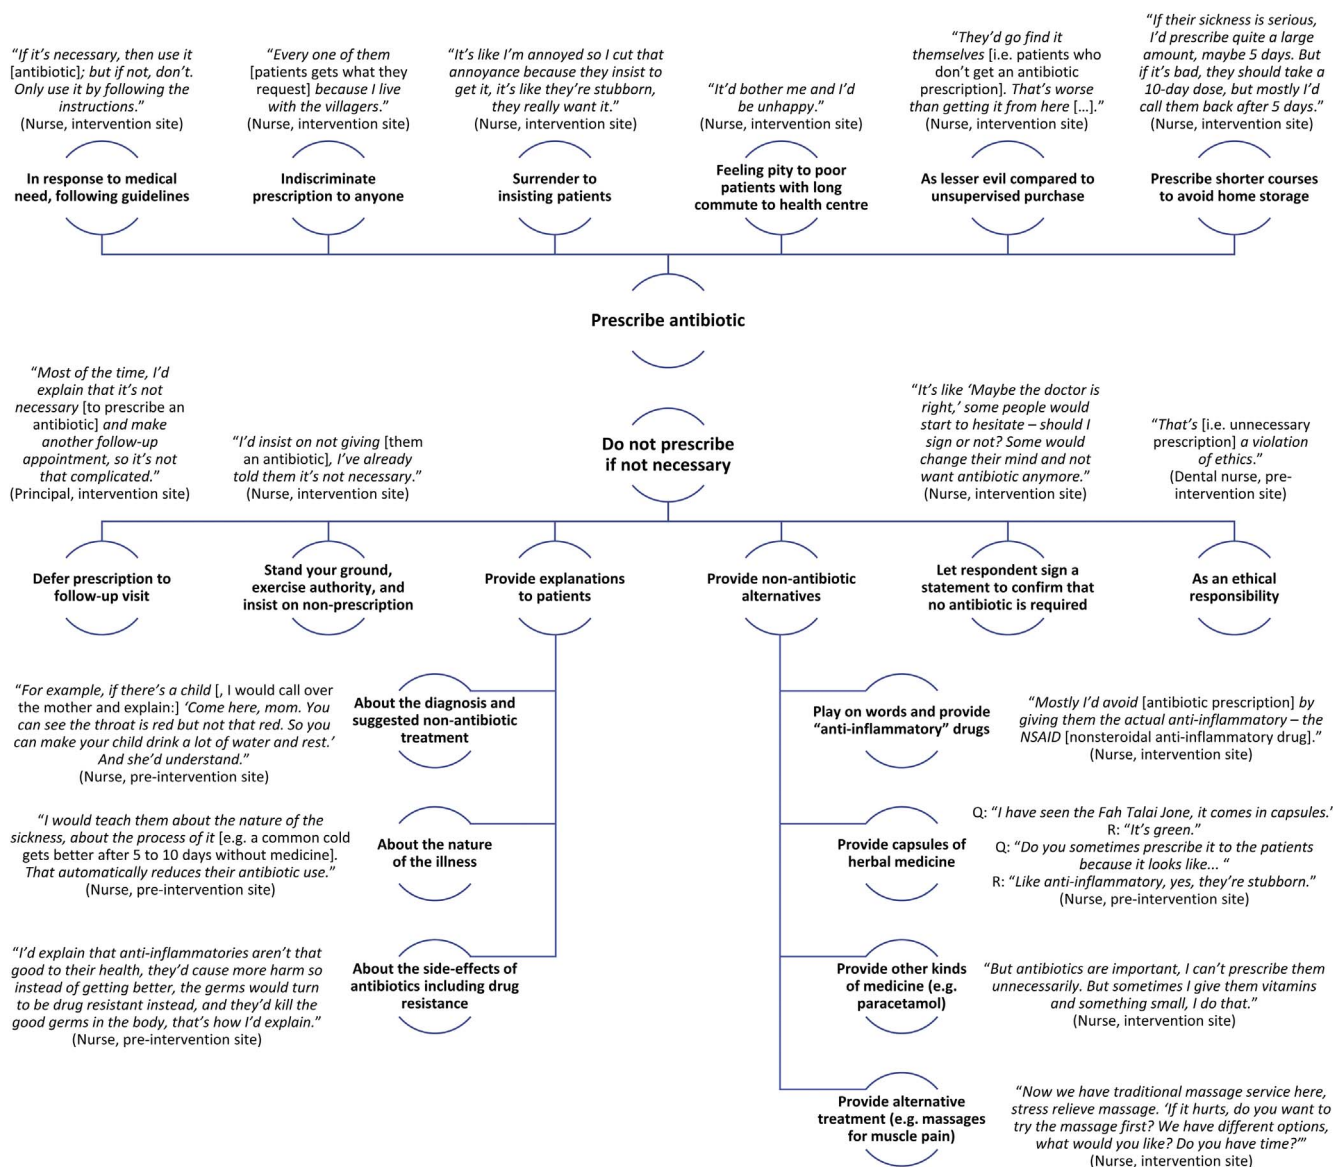 “If it’s necessary, then use it
[antibiotic]; but if not, don’t.
Only use it by following the
instructions.”
(Nurse, intervention site)
“Every one of them
[patients gets what they
request] because I live
with the villagers.”
(Nurse, intervention site)
“It’s like I’m annoyed so I cut that
annoyance because they insist to
get it, it’s like they’re stubborn,
they really want it.”
(Nurse, intervention site)
“It’d bother me and I’d
be unhappy.”
(Nurse, intervention site)
“They’d go find it
themselves [i.e. patients who
don’t get an antibiotic
prescription]. That’s worse
than getting it from here […].”
(Nurse, intervention site)
“If their sickness is serious,
I’d prescribe quite a large
amount, maybe 5 days. But
if it’s bad, they should take a
10-day dose, but mostly I’d
call them back after 5 days.”
(Nurse, intervention site)
In response to medical
need, following guidelines
Indiscriminate
prescription to anyone
Surrender to
insisting patients
Feeling pity to poor
patients with long
commute to health centre
As lesser evil compared to
unsupervised purchase
Prescribe shorter courses
to avoid home storage
Prescribe antibiotic
“Most of the time, I’d
explain that it’s not
necessary [to prescribe an
antibiotic] and make
another follow-up
appointment, so it’s not
that complicated.”
(Principal, intervention site)
“I’d insist on not giving [them
an antibiotic], I’ve already
told them it’s not necessary.”
(Nurse, intervention site)
Do not prescribe
if not necessary
“It’s like ‘Maybe the doctor is
right,’ some people would
start to hesitate – should I
sign or not? Some would
change their mind and not
want antibiotic anymore.”
(Nurse, intervention site)
“That’s [i.e. unnecessary
prescription] a violation
of ethics.”
(Dental nurse, pre-
intervention site)
Defer prescription to
follow-up visit
Stand your ground,
exercise authority, and
insist on non-prescription
Provide explanations
to patients
Provide non-antibiotic
alternatives
Let respondent sign a
statement to confirm that
no antibiotic is required
As an ethical
responsibility
“For example, if there’s a child [, I would call over
the mother and explain:] ‘Come here, mom. You
can see the throat is red but not that red. So you
can make your child drink a lot of water and rest.’
And she’d understand.”
(Nurse, pre-intervention site)
About the diagnosis and
suggested non-antibiotic
treatment
Play on words and provide
“anti-inflammatory” drugs
“Mostly I’d avoid [antibiotic prescription] by
giving them the actual anti-inflammatory – the
NSAID [nonsteroidal anti-inflammatory drug].”
(Nurse, intervention site)
“I would teach them about the nature of the
sickness, about the process of it [e.g. a common cold
gets better after 5 to 10 days without medicine].
That automatically reduces their antibiotic use.”
(Nurse, pre-intervention site)
About the nature
of the illness
Provide capsules of
herbal medicine
Q: “I have seen the Fah Talai Jone, it comes in capsules.’
R: “It’s green.”
Q: “Do you sometimes prescribe it to the patients
because it looks like... “
R: “Like anti-inflammatory, yes, they’re stubborn.”
(Nurse, pre-intervention site)
“I’d explain that anti-inflammatories aren’t that
good to their health, they’d cause more harm so
instead of getting better, the germs would turn
to be drug resistant instead, and they’d kill the
good germs in the body, that’s how I’d explain.”
(Nurse, pre-intervention site)
About the side-effects of
antibiotics including drug
resistance
Provide other kinds
of medicine (e.g.
paracetamol)
“But antibiotics are important, I can’t prescribe them
unnecessarily. But sometimes I give them vitamins
and something small, I do that.”
(Nurse, intervention site)
Provide alternative
treatment (e.g. massages
for muscle pain)
“Now we have traditional massage service here,
stress relieve massage. ‘If it hurts, do you want to
try the massage first? We have different options,
what would you like? Do you have time?’”
(Nurse, intervention site)